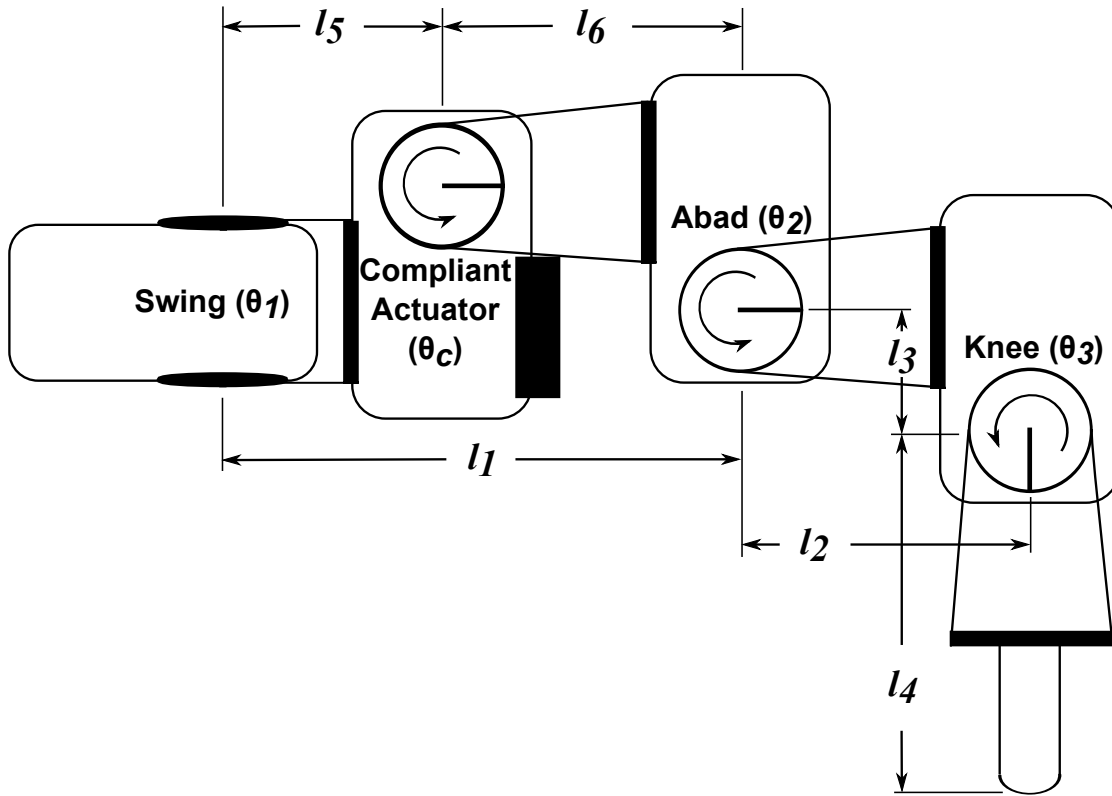 l5
l6
Abad (θ2)
Compliant
Actuator
(θc)
Swing (θ1)
l3
Knee (θ3)
l1
l2
l4